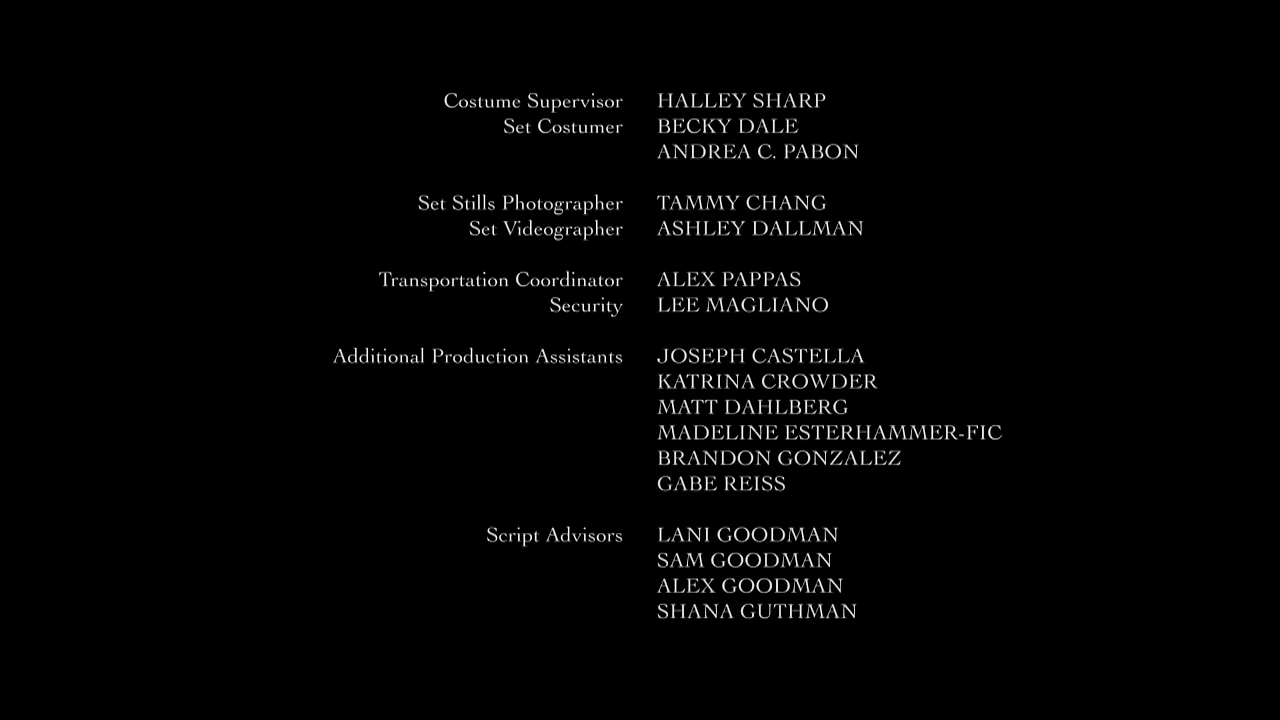 Costume Supervisor HALLEY SHARP
Set Costumer BECKY DALE
ANDREA C. PABON
Set Stills Photographer TAMMY CHANG
Set Videographer ASHLEY DALLMAN
Transportation Coordinator ALEX PAPPAS
Security LEE MAGLIANO
Additional Production Assistants JOSEPH CASTELLA
KATRINA CROWDER
MATT DAHLBERG
MADELINE ESTERHAMMER-FIC
BRANDON GONZALEZ
GABE REISS
Script Advisors LANI GOODMAN
SAM GOODMAN
ALEX GOODMAN
SHANA GUTHMAN